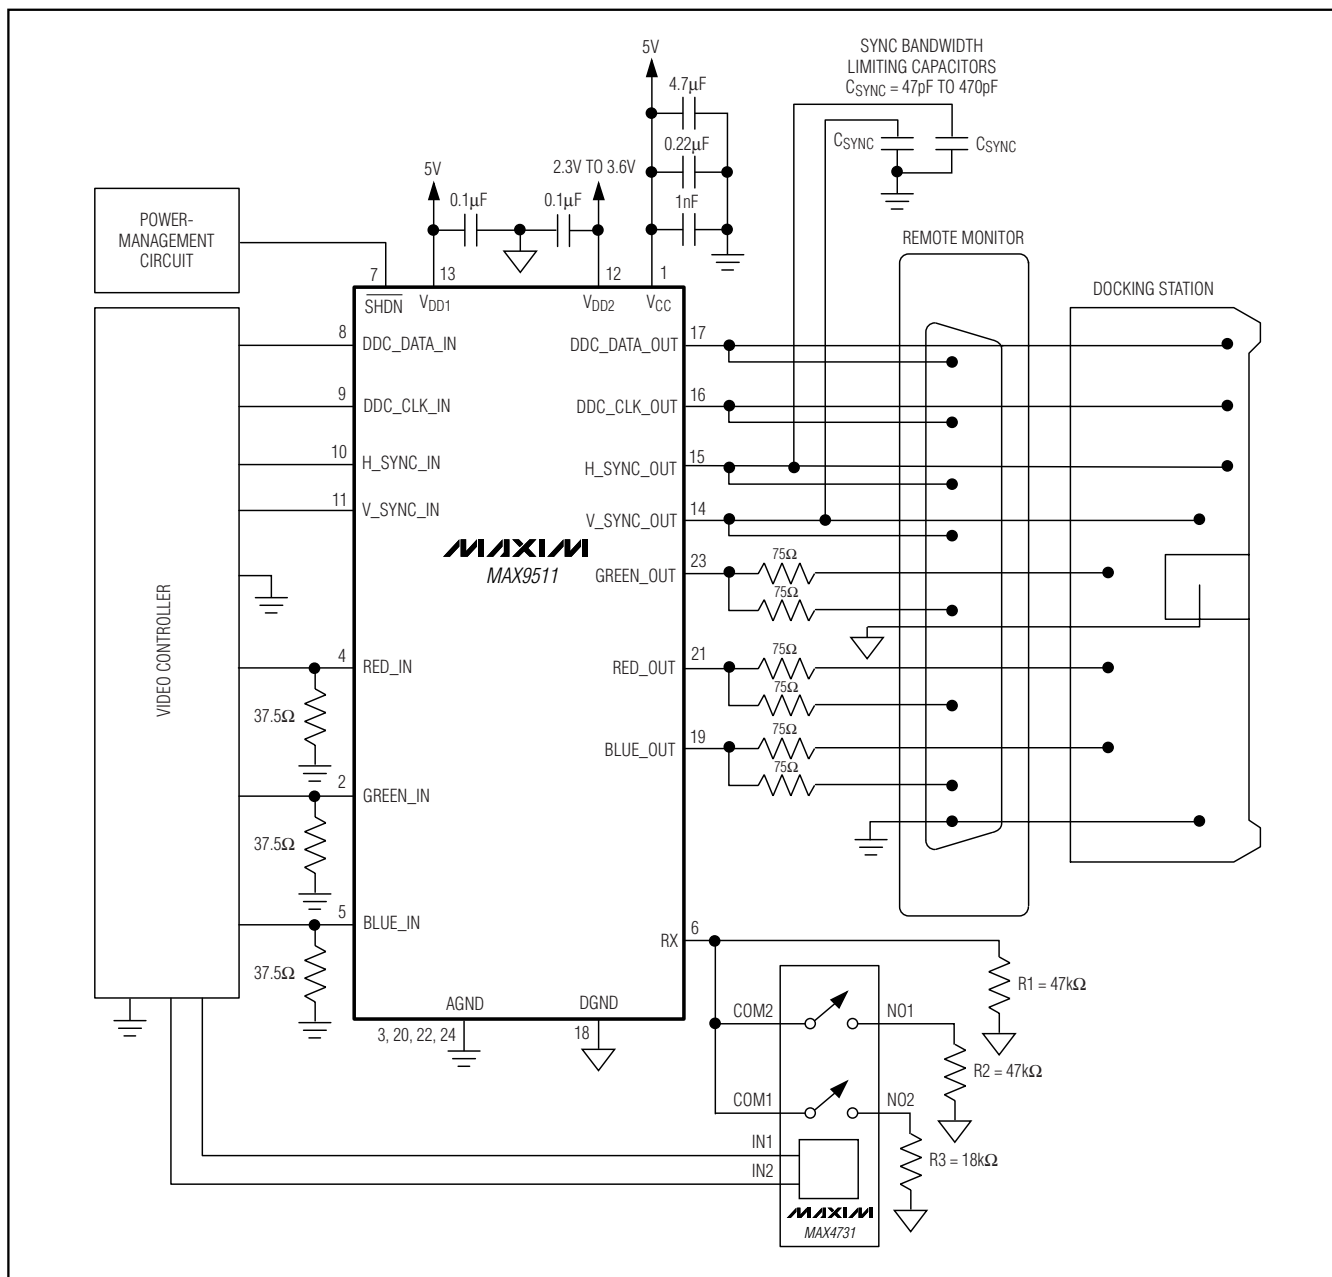 SYNC BANDWIDTH
LIMITING CAPACITORS
CSYNC = 47pF TO 470pF
5V
4.7µF
0.22µF
1nF
CSYNC
CSYNC
5V
0.1µF
0.1µF
2.3V TO 3.6V
POWER-
MANAGEMENT
CIRCUIT
REMOTE MONITOR
DOCKING STATION
7
13
12
1
SHDN
VDD1
VDD2
VCC
8
DDC_DATA_IN
DDC_DATA_OUT
17
9
DDC_CLK_IN
DDC_CLK_OUT
16
10
H_SYNC_IN
H_SYNC_OUT
15
11
V_SYNC_IN
V_SYNC_OUT
14
MAXIM
MAX9511
GREEN_OUT
23
75Ω
75Ω
VIDEO CONTROLLER
4
RED_IN
RED_OUT
21
75Ω
75Ω
37.5Ω
BLUE_OUT
19
75Ω
75Ω
2
GREEN_IN
37.5Ω
5
BLUE_IN
37.5Ω
RX
6
R1 = 47kΩ
AGND
DGND
3, 20, 22, 24
18
COM2
NO1
R2 = 47kΩ
COM1
NO2
R3 = 18kΩ
IN1
IN2
MAXIM
MAX4731